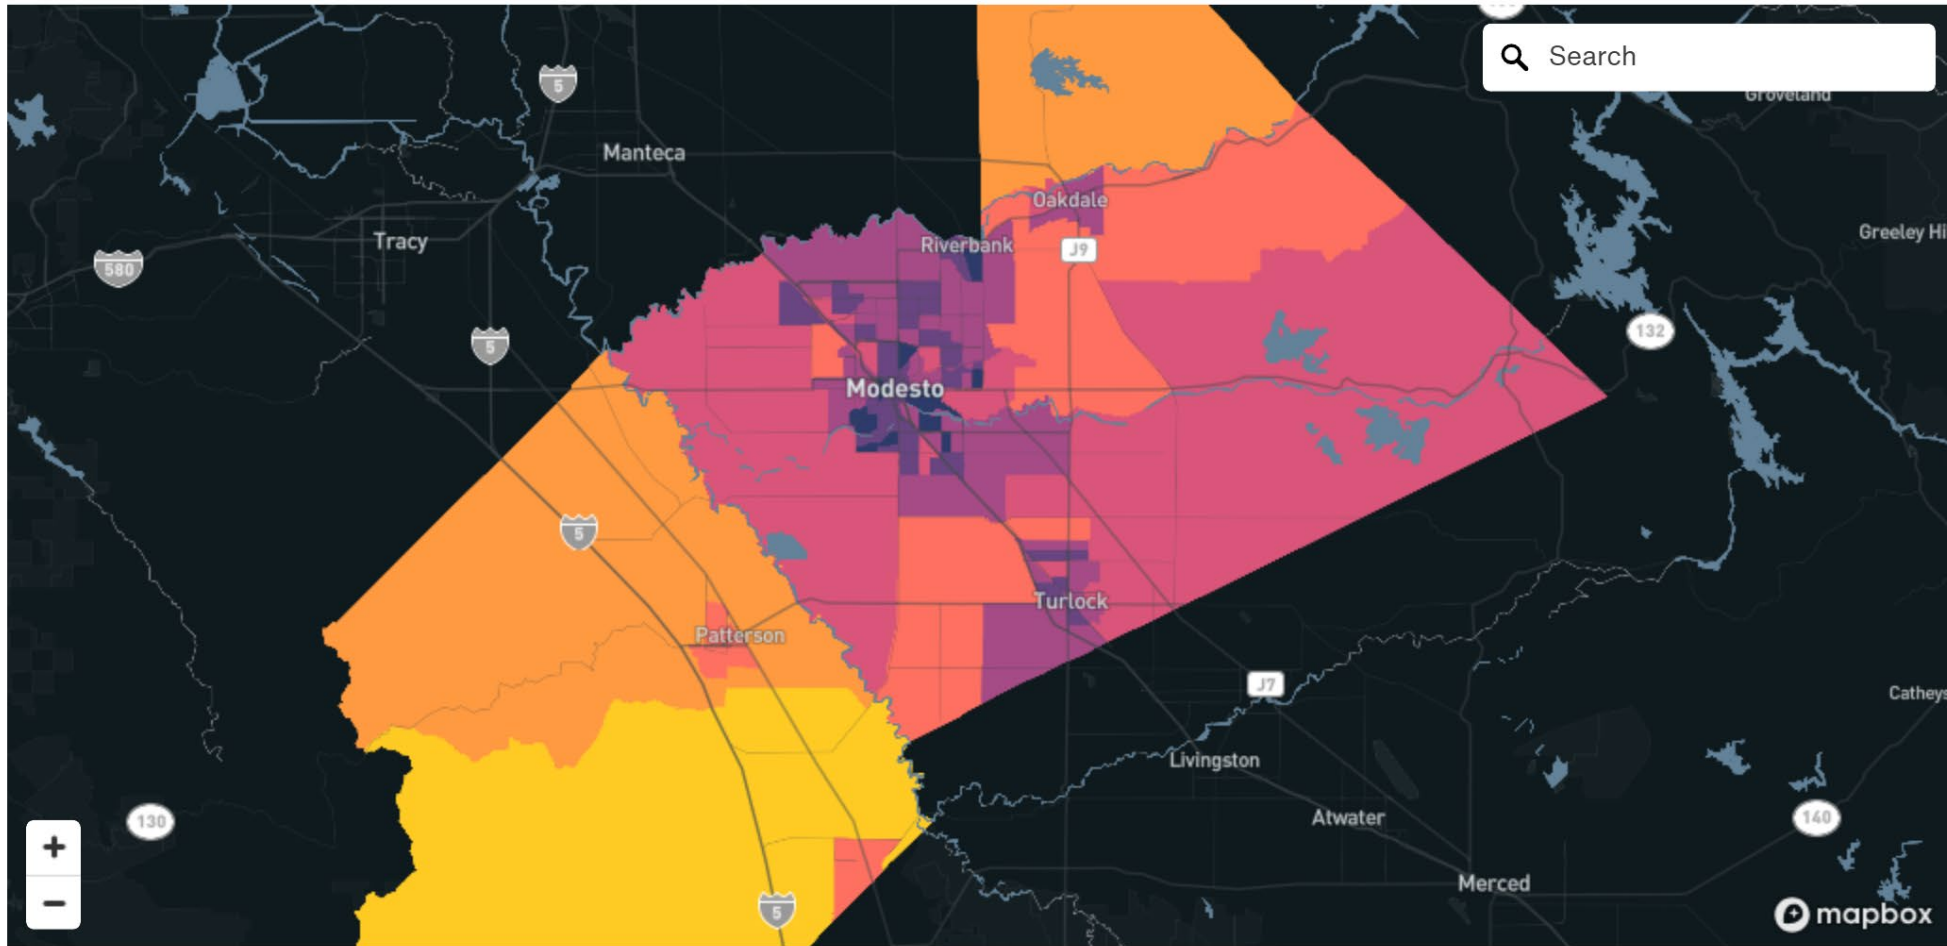 Search
Groveland
5
Manteca
Oakdale
Tracy
Riverbank
J9
Greeley Hi
580
132
5
Modesto
5
Turlock
Patterson
J7
Catheys
Livingston
130
Atwater
140
+
Merced
−
5
mapbox